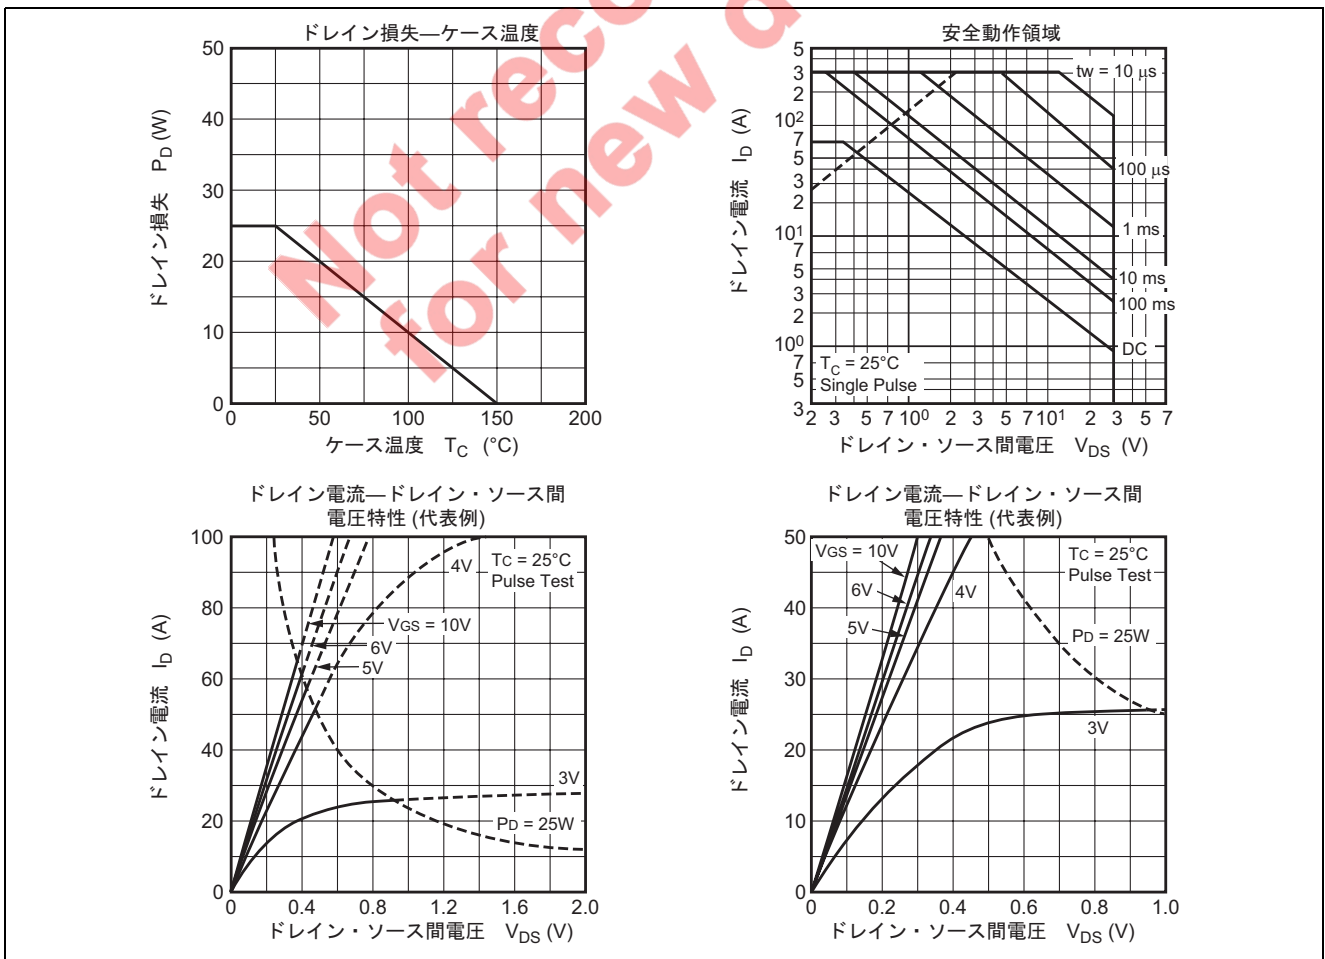 ドレイン損失―ケース温度
50
40
30
20
10
0
0 50 100 150 200
ドレイン損失 PD (W)
ケース温度 TC (°C)
安全動作領域
5
3
2
10²
7
5
3
2
10¹
7
5
3
2
10⁰
7
5
3
2 3 5 7 10⁰ 2 3 5 7 10¹ 2 3 5 7
ドレイン電流 ID (A)
ドレイン・ソース間電圧 VDS (V)
tw = 10 μs
100 μs
1 ms
10 ms
100 ms
DC
TC = 25°C
Single Pulse
ドレイン電流―ドレイン・ソース間
電圧特性 (代表例)
100
80
60
40
20
0
0 0.4 0.8 1.2 1.6 2.0
ドレイン電流 ID (A)
ドレイン・ソース間電圧 VDS (V)
4V
TC = 25°C
Pulse Test
VGS = 10V
6V
5V
3V
PD = 25W
ドレイン電流―ドレイン・ソース間
電圧特性 (代表例)
50
40
30
20
10
0
0 0.2 0.4 0.6 0.8 1.0
ドレイン電流 ID (A)
ドレイン・ソース間電圧 VDS (V)
VGS = 10V
6V
5V
4V
TC = 25°C
Pulse Test
PD = 25W
3V
Not
for new